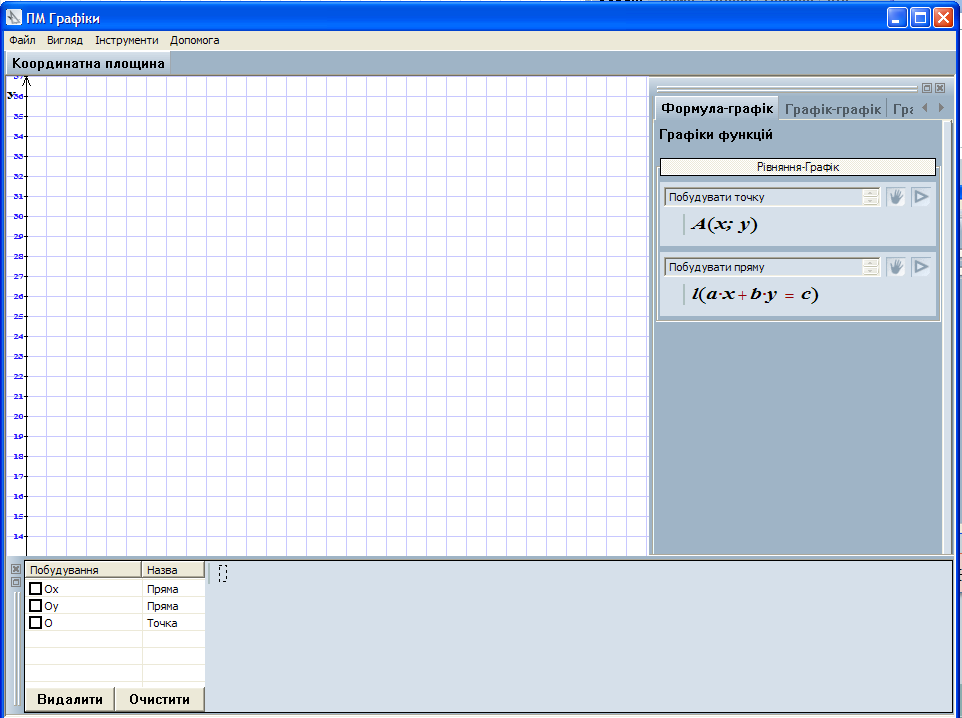 ПМ Графіки
Файл Вигляд Інструменти Допомога
Координатна площина
37
36
35
34
33
32
31
30
29
28
27
26
25
24
23
22
21
20
19
18
17
16
15
14
Формула-графік Графік-графік Гра
Графіки функцій
Рівняння-Графік
Побудувати точку
A(x; y)
Побудувати пряму
l(a·x+b·y = c)
Побудування Назва
Ox Пряма
Oy Пряма
O Точка
Видалити Очистити